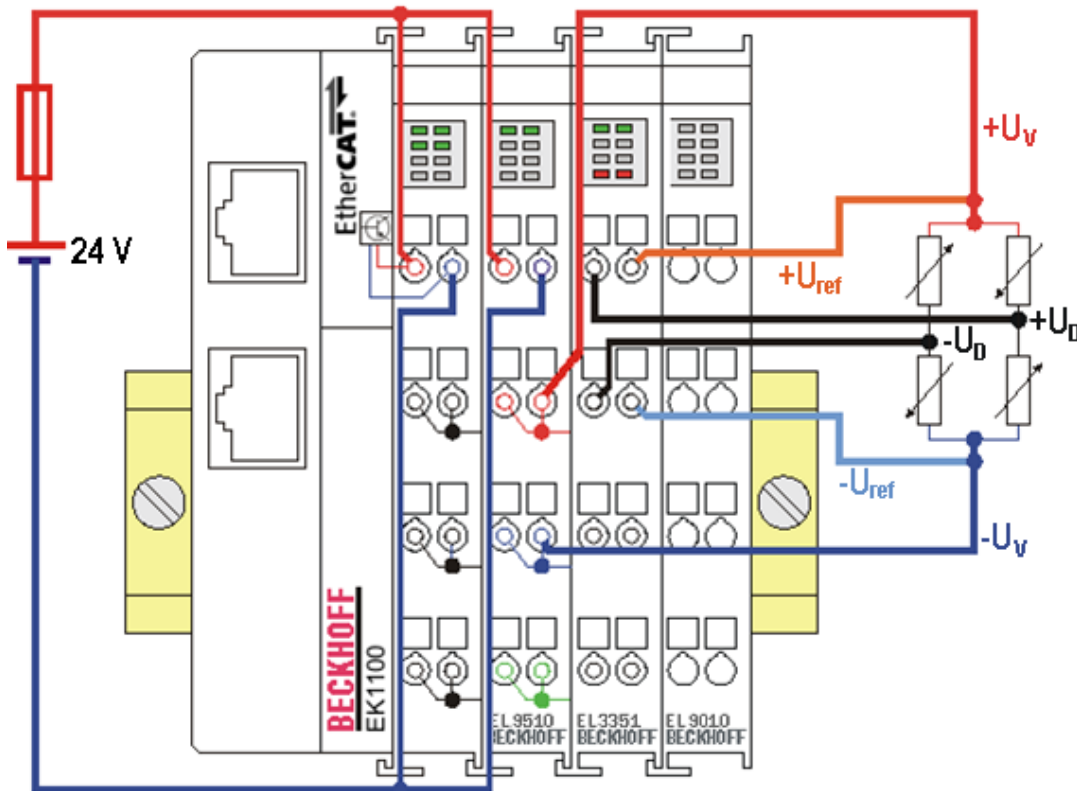 24 V
EtherCAT®
BECKHOFF
EK1100
EL9510
BECKHOFF
EL3351
BECKHOFF
EL9010
BECKHOFF
+Uv
+Uref
+UD
-UD
-Uref
-Uv